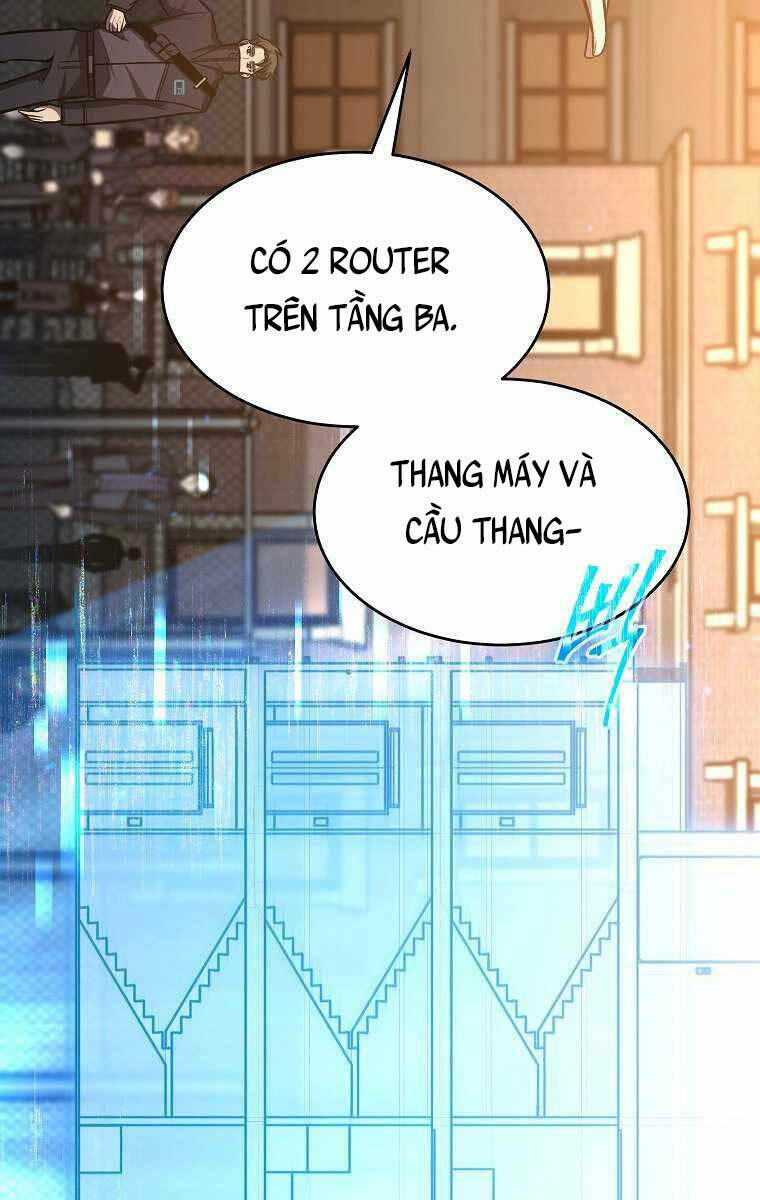 CÓ 2 ROUTER
TRÊN TẦNG BA.
THANG MÁY VÀ
CẦU THANG-